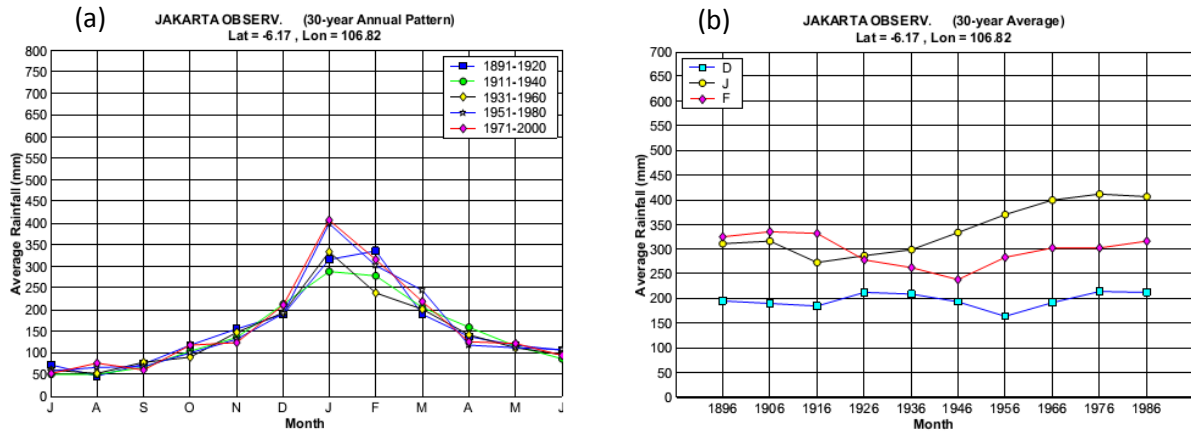 (a)
JAKARTA OBSERV. (30-year Annual Pattern)
Lat = -6.17 , Lon = 106.82
Average Rainfall (mm)
800
750
700
650
600
550
500
450
400
350
300
250
200
150
100
50
0
1891-1920
1911-1940
1931-1960
1951-1980
1971-2000
J A S O N D J F M A M J
Month
(b)
JAKARTA OBSERV. (30-year Average)
Lat = -6.17 , Lon = 106.82
Average Rainfall (mm)
700
650
600
550
500
450
400
350
300
250
200
150
100
50
0
D
J
F
1896 1906 1916 1926 1936 1946 1956 1966 1976 1986
Month